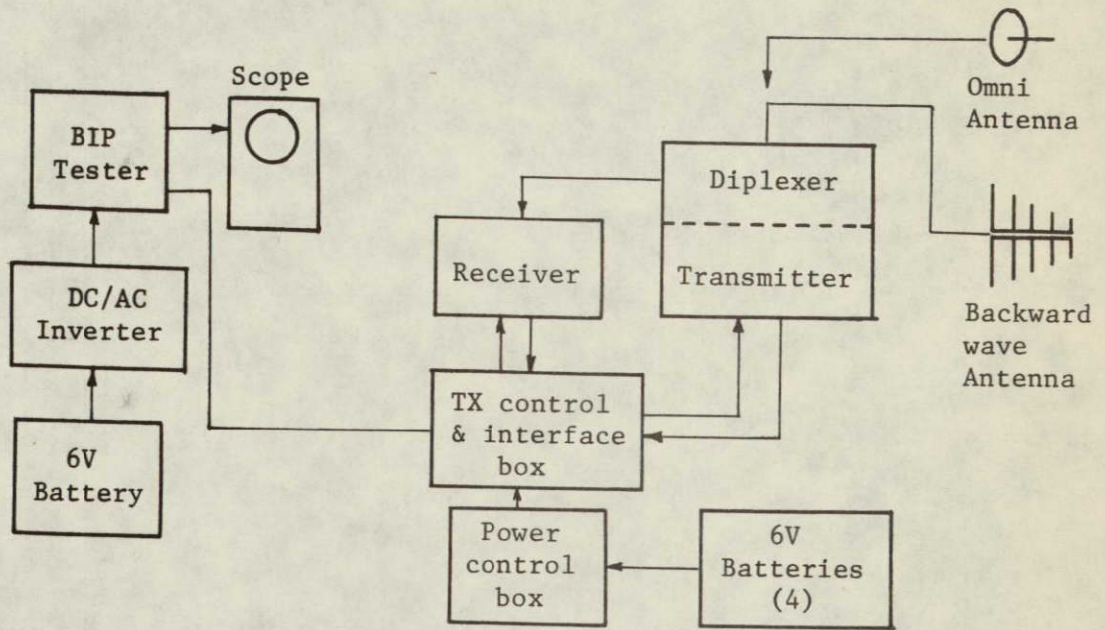 Scope
BIP
Tester
DC/AC
Inverter
6V
Battery
Omni
Antenna
Diplexer
Transmitter
Receiver
Backward
wave
Antenna
TX control
& interface
box
Power
control
box
6V
Batteries
(4)